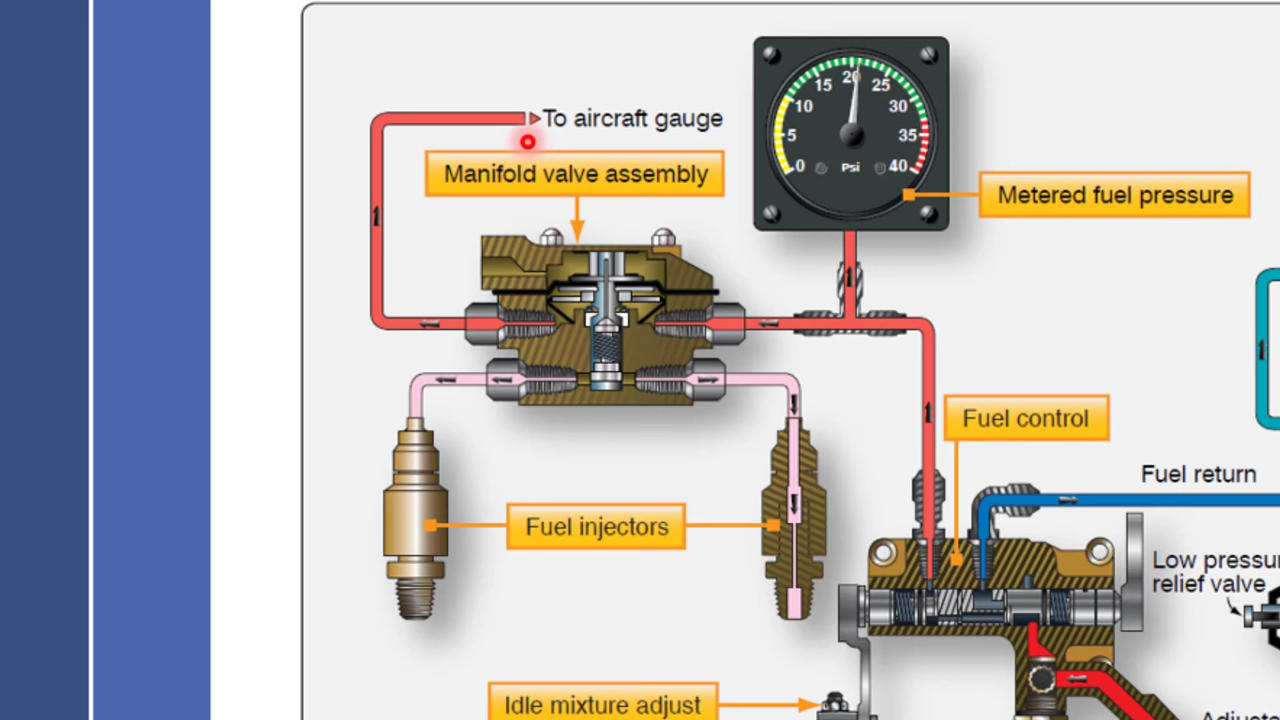 To aircraft gauge
Manifold valve assembly
0
5
10
15
20
25
30
35
40
Psi
Metered fuel pressure
Fuel control
Fuel return
Fuel injectors
Low pressur
relief valve
Idle mixture adjust